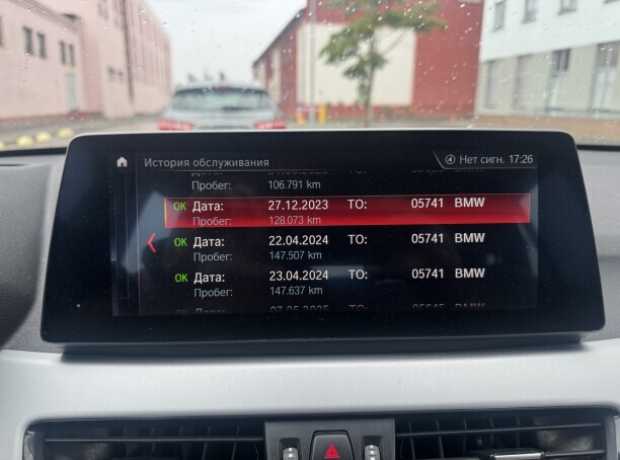 История обслуживания
Нет сигн. 17:26
Пробег: 106.791 km
OK Дата: 27.12.2023 ТО: 05741 BMW
Пробег: 128.073 km
OK Дата: 22.04.2024 ТО: 05741 BMW
Пробег: 147.507 km
OK Дата: 23.04.2024 ТО: 05741 BMW
Пробег: 147.637 km